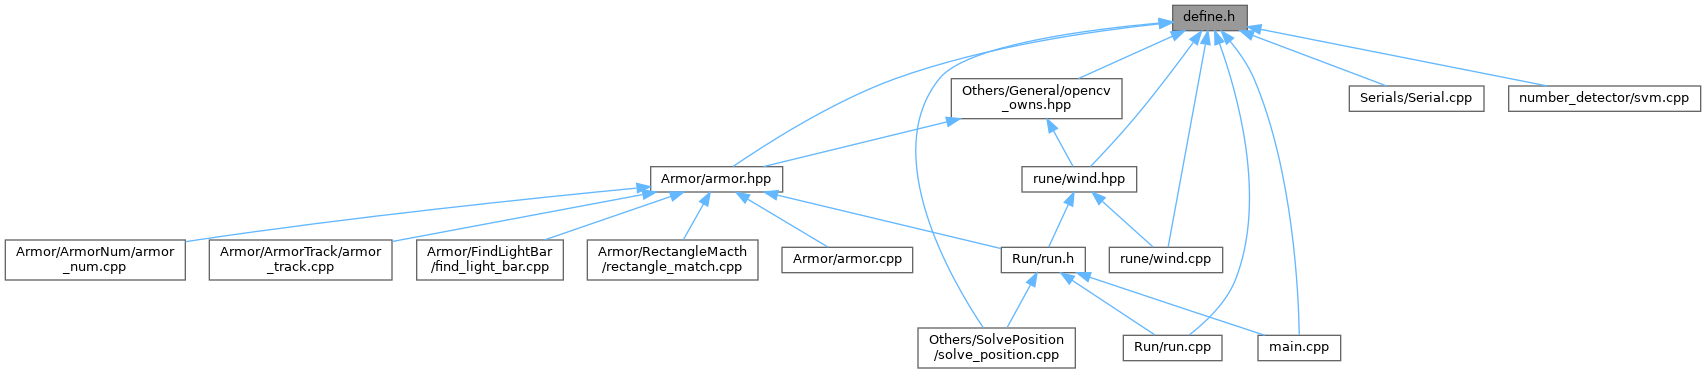 define.h
Others/General/opencv
_owns.hpp
Serials/Serial.cpp
number_detector/svm.cpp
Armor/armor.hpp
rune/wind.hpp
Armor/ArmorNum/armor
_num.cpp
Armor/ArmorTrack/armor
_track.cpp
Armor/FindLightBar
/find_light_bar.cpp
Armor/RectangleMacth
/rectangle_match.cpp
Armor/armor.cpp
Run/run.h
rune/wind.cpp
Others/SolvePosition
/solve_position.cpp
Run/run.cpp
main.cpp